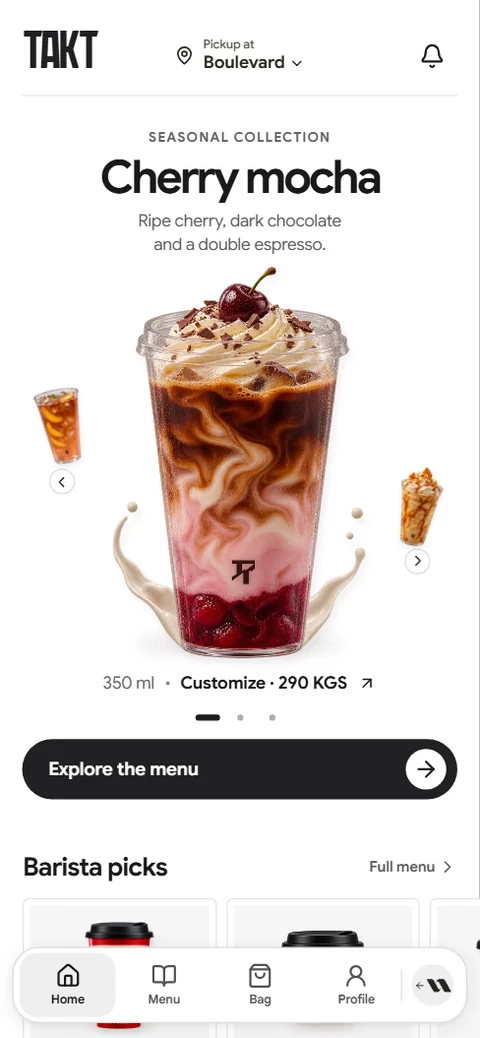 TAKT
Pickup at
Boulevard
SEASONAL COLLECTION
Cherry mocha
Ripe cherry, dark chocolate
and a double espresso.
350 ml • Customize · 290 KGS
Explore the menu
Barista picks
Full menu
Home
Menu
Bag
Profile